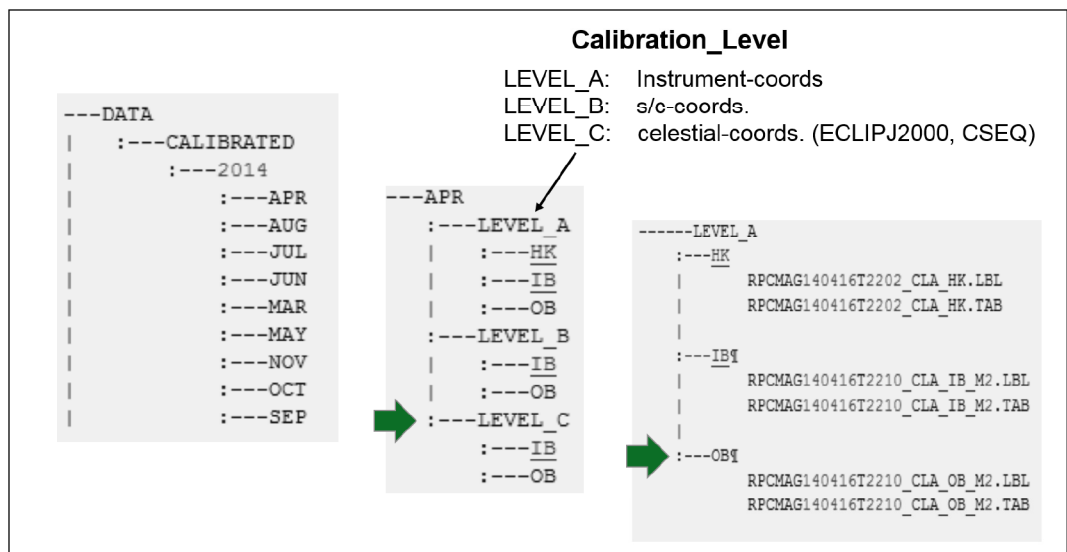 Calibration_Level
LEVEL_A: Instrument-coords
LEVEL_B: s/c-coords.
LEVEL_C: celestial-coords. (ECLIPJ2000, CSEQ)
---DATA
| :---CALIBRATED
| :---2014
| :---APR
| :---AUG
| :---JUL
| :---JUN
| :---MAR
| :---MAY
| :---NOV
| :---OCT
| :---SEP
---APR
:---LEVEL_A
| :---HK
| :---IB
| :---OB
:---LEVEL_B
| :---IB
| :---OB
:---LEVEL_C
:---IB
:---OB
------LEVEL_A
:---HK
| RPCMAG140416T2202_CLA_HK.LBL
| RPCMAG140416T2202_CLA_HK.TAB
|
:---IB¶
| RPCMAG140416T2210_CLA_IB_M2.LBL
| RPCMAG140416T2210_CLA_IB_M2.TAB
|
:---OB¶
RPCMAG140416T2210_CLA_OB_M2.LBL
RPCMAG140416T2210_CLA_OB_M2.TAB